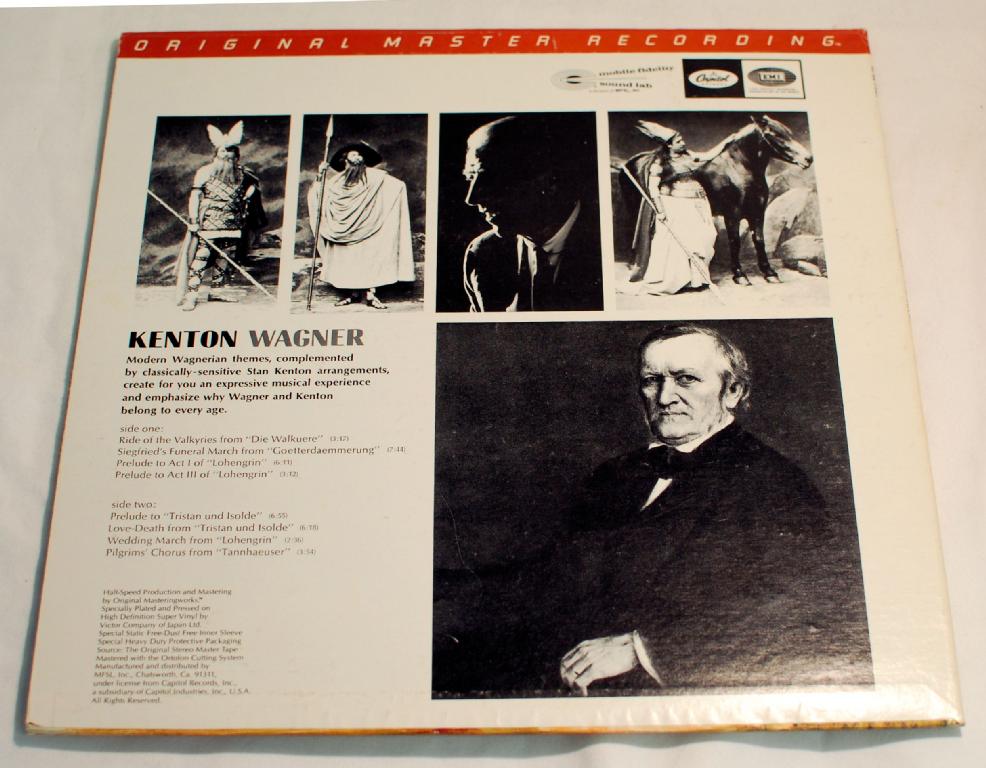 ORIGINAL MASTER RECORDING
mobile fidelity
sound lab
Capitol
EMI
KENTON WAGNER
Modern Wagnerian themes, complemented
by classically-sensitive Stan Kenton arrangements,
create for you an expressive musical experience
and emphasize why Wagner and Kenton
belong to every age.
side one:
Ride of the Valkyries from "Die Walkuere" (3:12)
Siegfried's Funeral March from "Goetterdaemmerung" (7:44)
Prelude to Act I of "Lohengrin" (6:11)
Prelude to Act III of "Lohengrin" (3:12)
side two:
Prelude to "Tristan und Isolde" (6:55)
Love-Death from "Tristan und Isolde" (6:18)
Wedding March from "Lohengrin" (2:36)
Pilgrims' Chorus from "Tannhaeuser" (3:54)
Half-Speed Production and Mastering
by Original Masteringworks,™
Specially Plated and Pressed on
High Definition Super Vinyl by
Victor Company of Japan Ltd.
Special Static Free-Dust Free Inner Sleeve
Special Heavy Duty Protective Packaging
Source: The Original Stereo Master Tape
Mastered with the Ortofon Cutting System
Manufactured and distributed by
MFSL, Inc., Chatsworth, Ca. 91311,
under license from Capitol Records, Inc.,
a subsidiary of Capitol Industries, Inc., U.S.A.
All Rights Reserved.